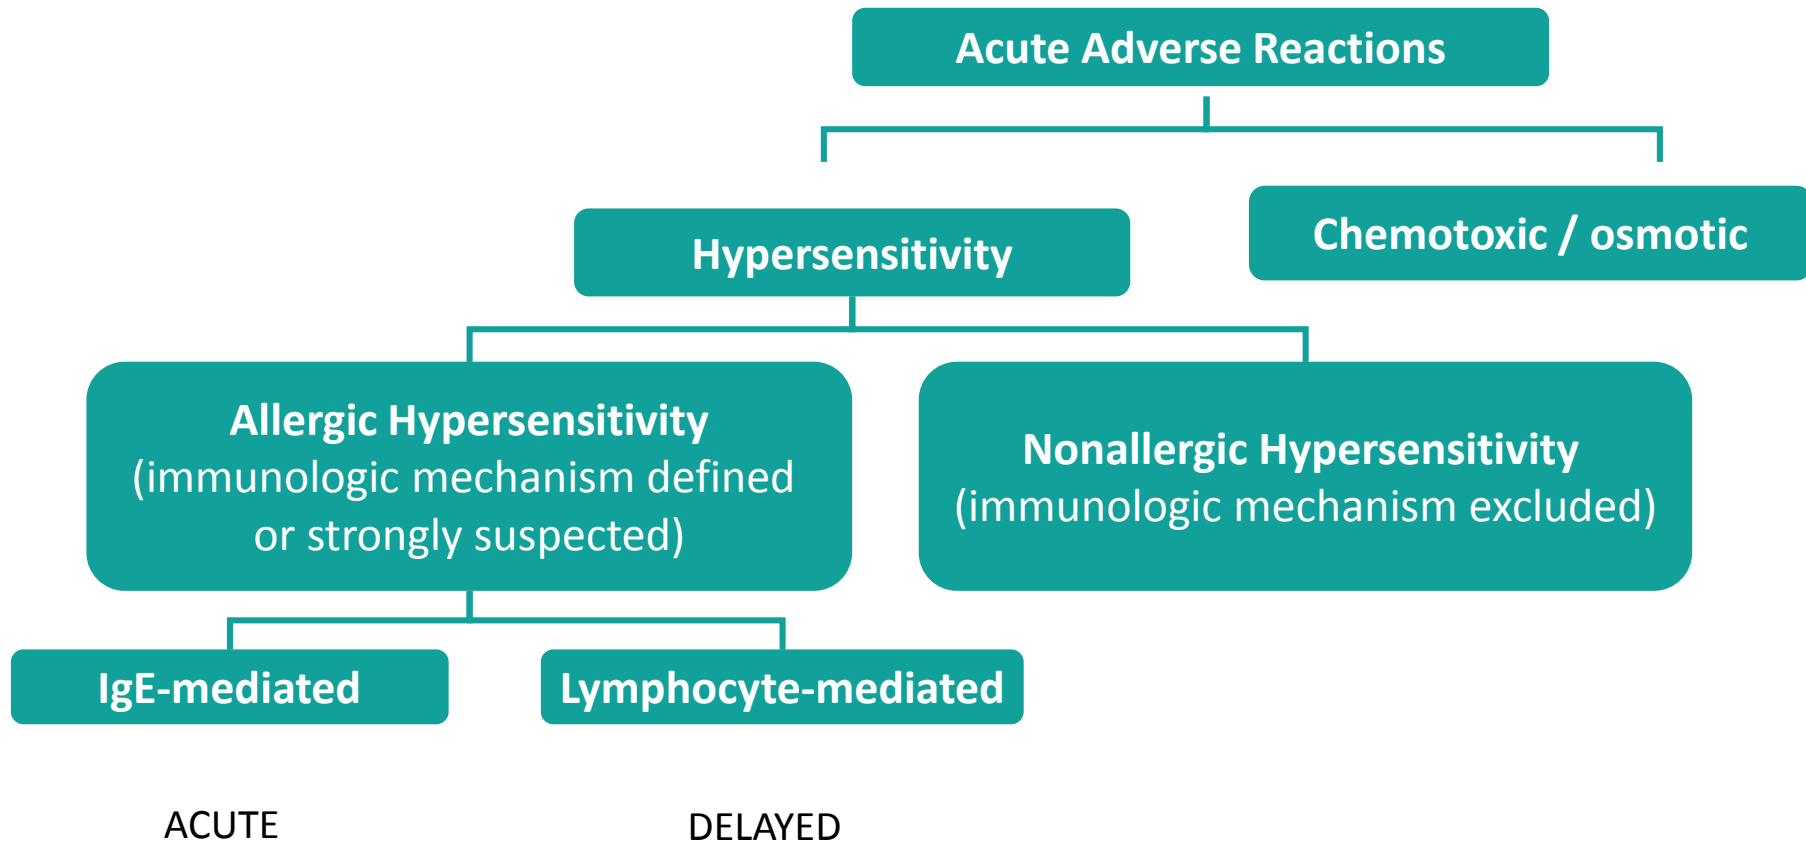 Acute Adverse Reactions
Chemotoxic / osmotic
Hypersensitivity
Allergic Hypersensitivity
(immunologic mechanism defined
or strongly suspected)
Nonallergic Hypersensitivity
(immunologic mechanism excluded)
IgE-mediated
Lymphocyte-mediated
ACUTE
DELAYED